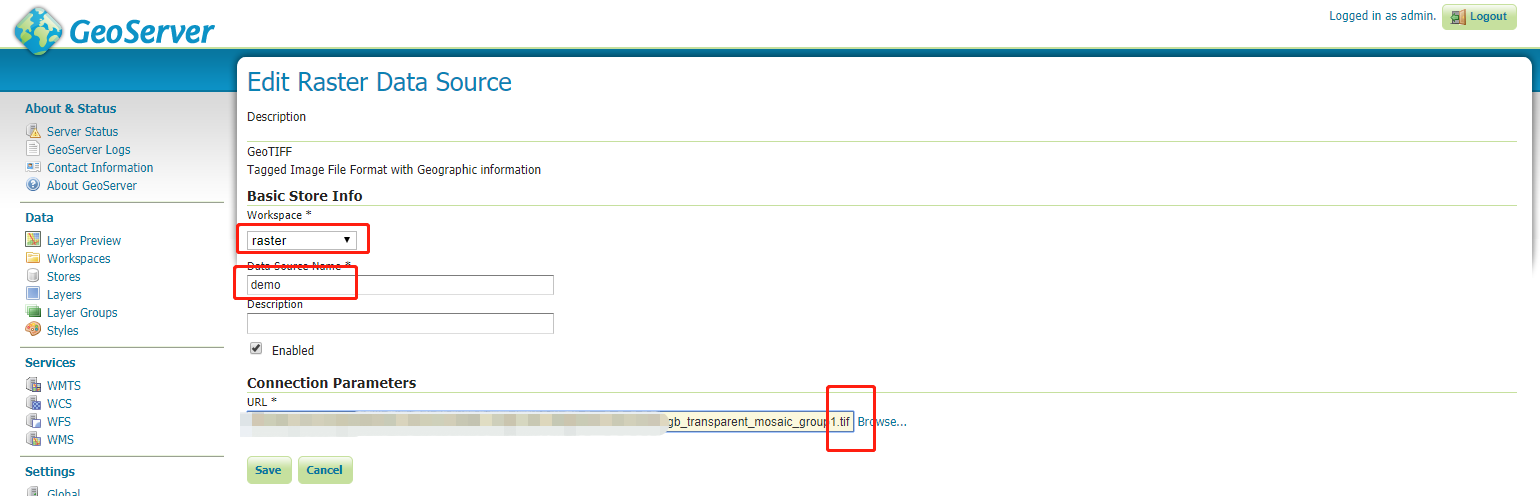 GeoServer
Logged in as admin.
Logout
About & Status
Server Status
GeoServer Logs
Contact Information
About GeoServer
Data
Layer Preview
Workspaces
Stores
Layers
Layer Groups
Styles
Services
WMTS
WCS
WFS
WMS
Settings
Global
Edit Raster Data Source
Description
GeoTIFF
Tagged Image File Format with Geographic information
Basic Store Info
Workspace *
raster
Data Source Name *
demo
Description
Enabled
Connection Parameters
URL *
gb_transparent_mosaic_group1.tif Browse...
Save Cancel